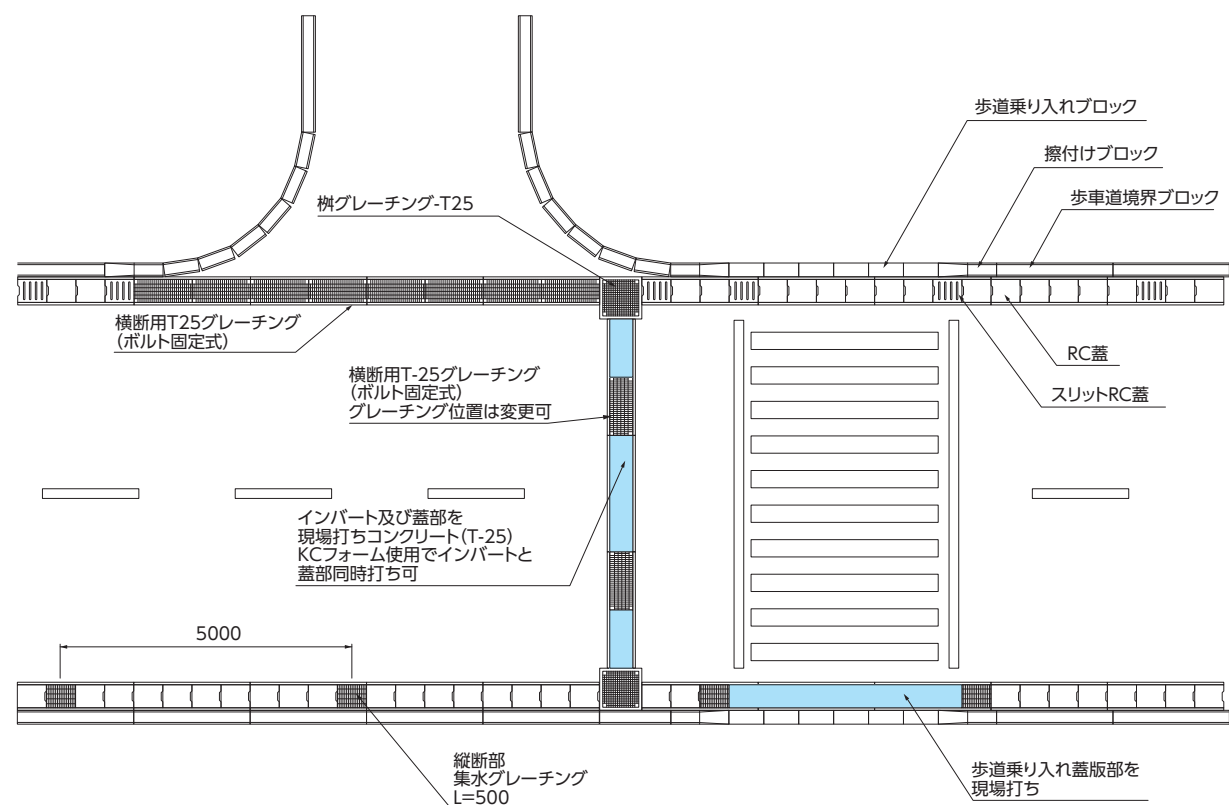 歩道乗り入れブロック
擦付けブロック
歩車道境界ブロック
桝グレーチング-T25
横断用T25グレーチング
(ボルト固定式)
横断用T-25グレーチング
(ボルト固定式)
グレーチング位置は変更可
RC蓋
スリットRC蓋
インバート及び蓋部を
現場打ちコンクリート(T-25)
KCフォーム使用でインバートと
蓋部同時打ち可
5000
縦断部
集水グレーチング
L=500
歩道乗り入れ蓋版部を
現場打ち